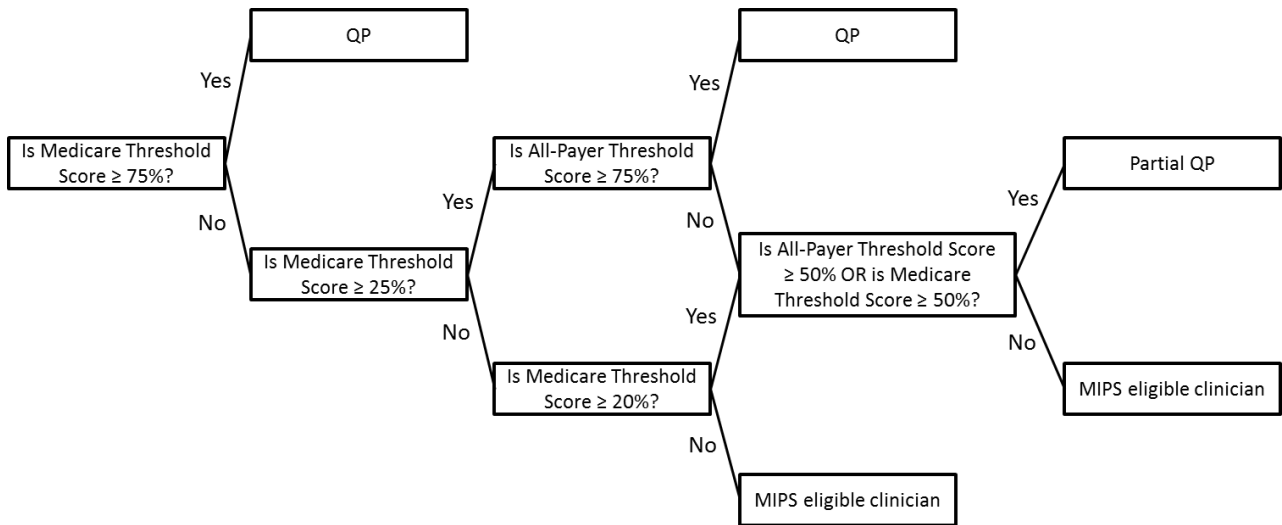 QP
QP
Yes
Yes
Is Medicare Threshold
Score ≥ 75%?
Is All-Payer Threshold
Score ≥ 75%?
Partial QP
Yes
Yes
No
No
Is Medicare Threshold
Score ≥ 25%?
Is All-Payer Threshold Score
≥ 50% OR is Medicare
Threshold Score ≥ 50%?
No
Yes
No
Is Medicare Threshold
Score ≥ 20%?
MIPS eligible clinician
No
MIPS eligible clinician